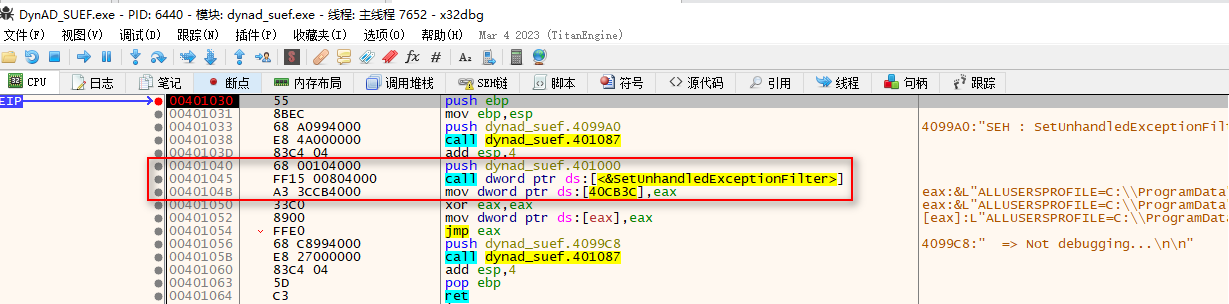 DynAD_SUEF.exe - PID: 6440 - 模块: dynad_suef.exe - 线程: 主线程 7652 - x32dbg
文件(F) 视图(V) 调试(D) 跟踪(N) 插件(P) 收藏夹(I) 选项(O) 帮助(H) Mar 4 2023 (TitanEngine)
CPU 日志 笔记 断点 内存布局 调用堆栈 SEH链 脚本 符号 源代码 引用 线程 句柄 跟踪
EIP 00401030 55 push ebp
00401031 8BEC mov ebp,esp
00401033 68 A0994000 push dynad_suef.4099A0 4099A0:"SEH : SetUnhandledExceptionFilt
00401038 E8 4A000000 call dynad_suef.401087
0040103D 83C4 04 add esp,4
00401040 68 00104000 push dynad_suef.401000
00401045 FF15 00804000 call dword ptr ds:[<&SetUnhandledExceptionFilter>]
0040104B A3 3CCB4000 mov dword ptr ds:[40CB3C],eax eax:&L"ALLUSERSPROFILE=C:\\ProgramData
00401050 33C0 xor eax,eax eax:&L"ALLUSERSPROFILE=C:\\ProgramData
00401052 8900 mov dword ptr ds:[eax],eax [eax]:L"ALLUSERSPROFILE=C:\\ProgramDat
00401054 FFE0 jmp eax
00401056 68 C8994000 push dynad_suef.4099C8 4099C8:" => Not debugging...\n\n"
0040105B E8 27000000 call dynad_suef.401087
00401060 83C4 04 add esp,4
00401063 5D pop ebp
00401064 C3 ret